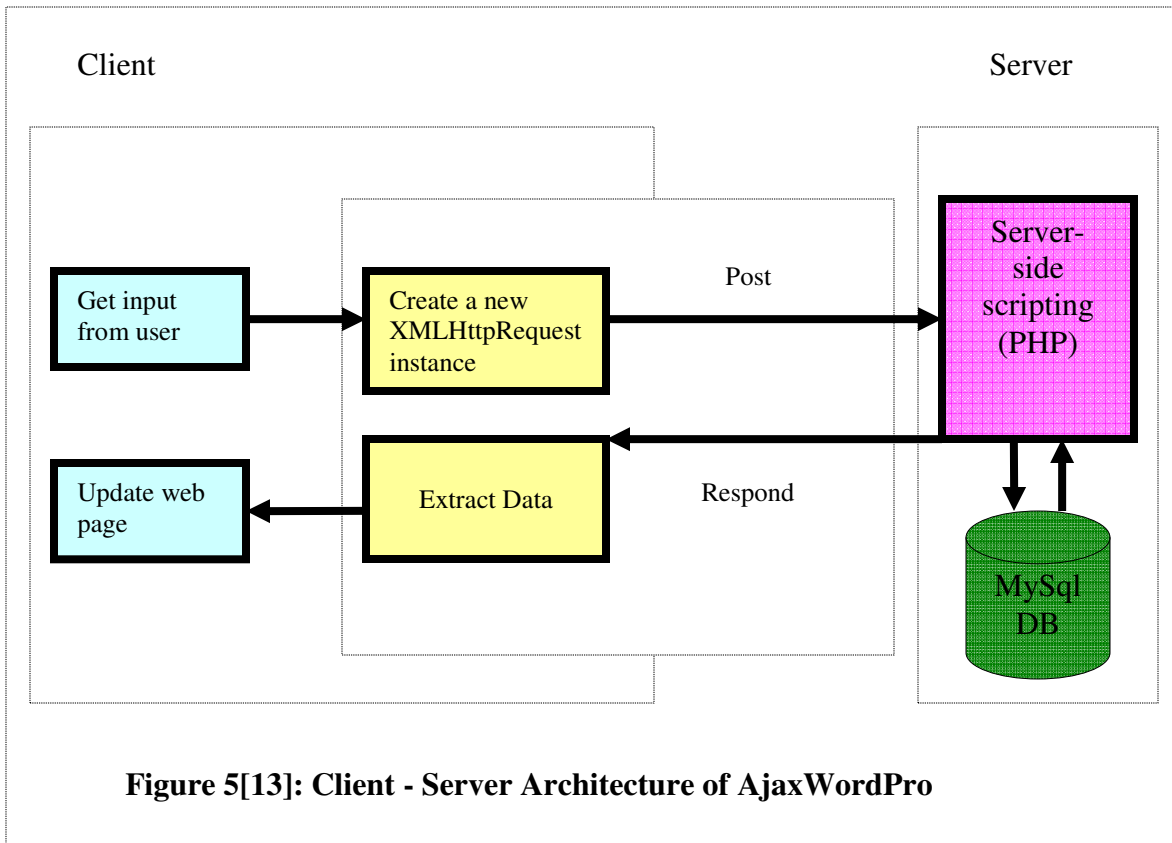 Client
Server
Get input
from user
Create a new
XMLHttpRequest
instance
Post
Server-
side
scripting
(PHP)
Update web
page
Extract Data
Respond
MySql
DB
Figure 5[13]: Client - Server Architecture of AjaxWordPro